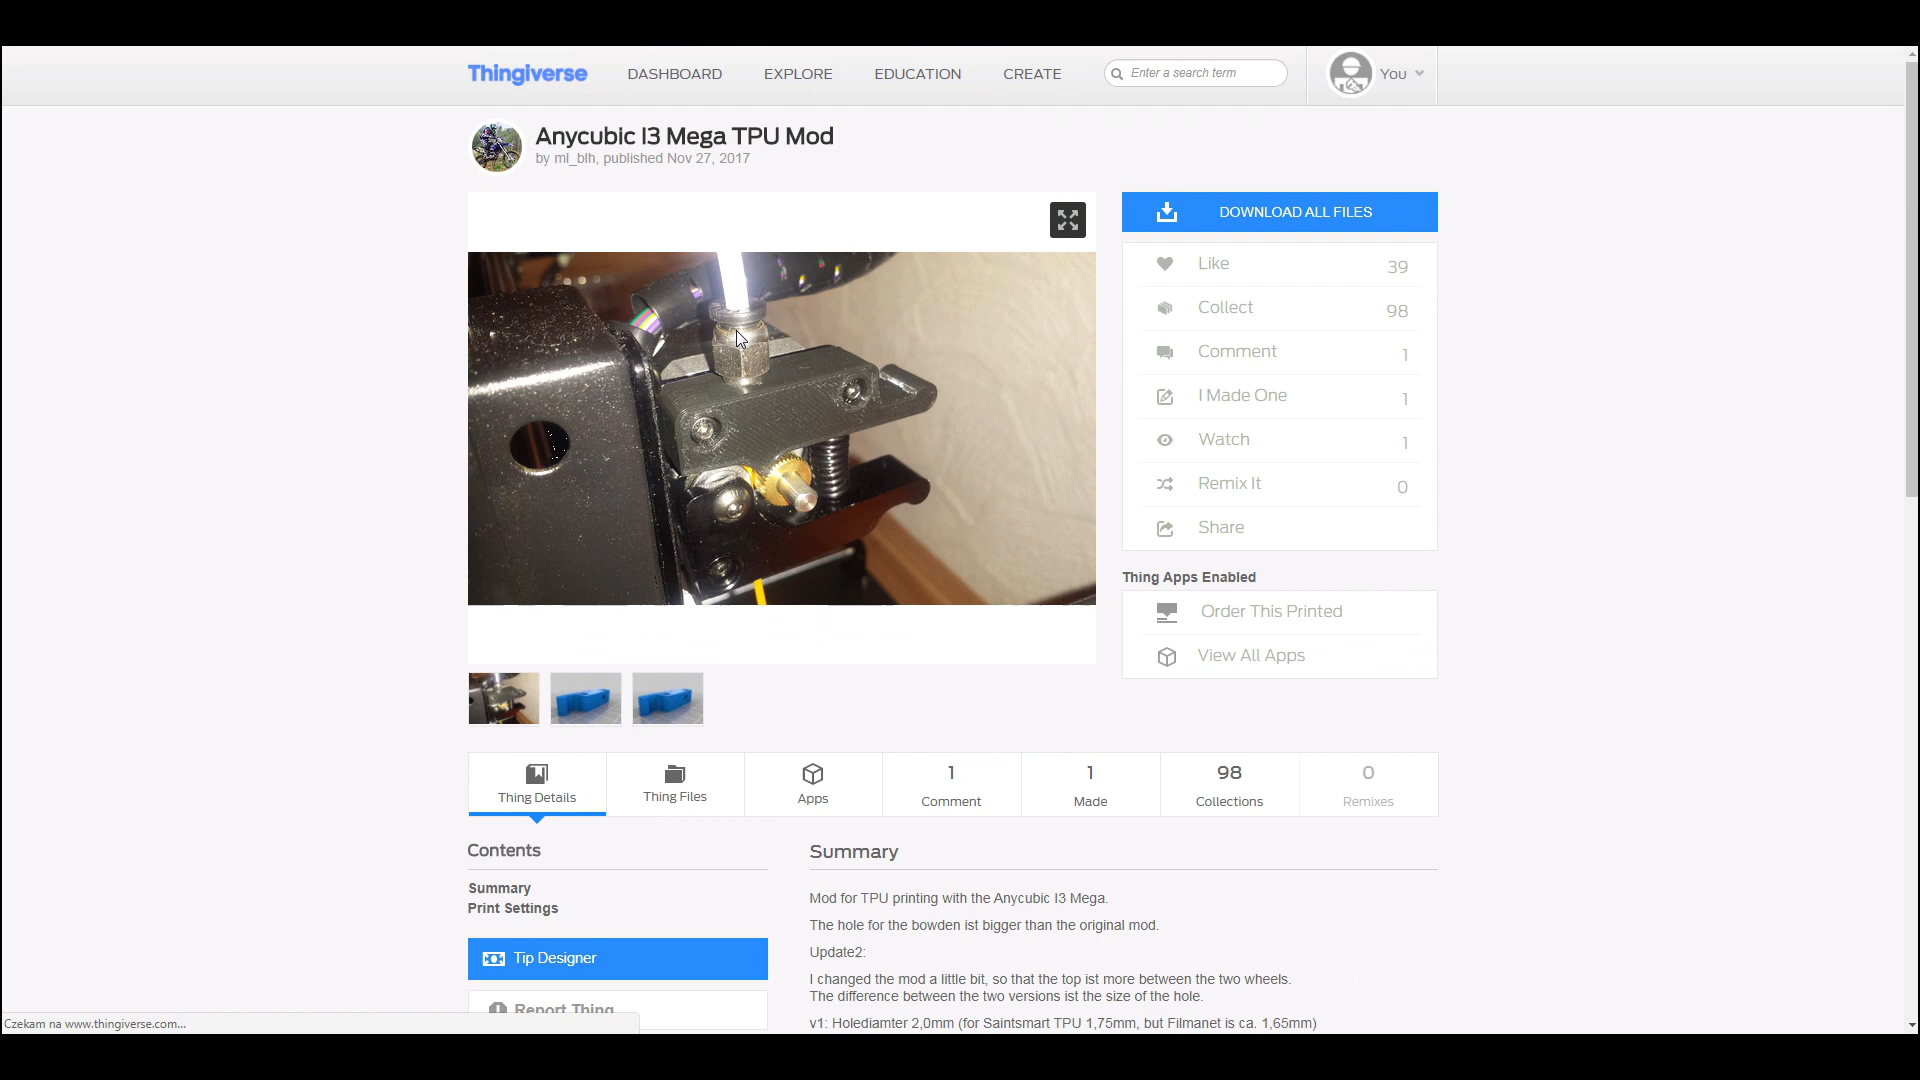 Thingiverse DASHBOARD EXPLORE EDUCATION CREATE Enter a search term You
Anycubic I3 Mega TPU Mod
by ml_blh, published Nov 27, 2017
DOWNLOAD ALL FILES
Like 39
Collect 98
Comment 1
I Made One 1
Watch 1
Remix It 0
Share
Thing Apps Enabled
Order This Printed
View All Apps
Thing Details
Thing Files
Apps
1 Comment
1 Made
98 Collections
0 Remixes
Contents
Summary
Print Settings
Tip Designer
Report Thing
Summary
Mod for TPU printing with the Anycubic I3 Mega.
The hole for the bowden ist bigger than the original mod.
Update2:
I changed the mod a little bit, so that the top ist more between the two wheels.
The difference between the two versions ist the size of the hole.
v1: Holediamter 2,0mm (for Saintsmart TPU 1,75mm, but Filmanet is ca. 1,65mm)
Czekam na www.thingiverse.com...